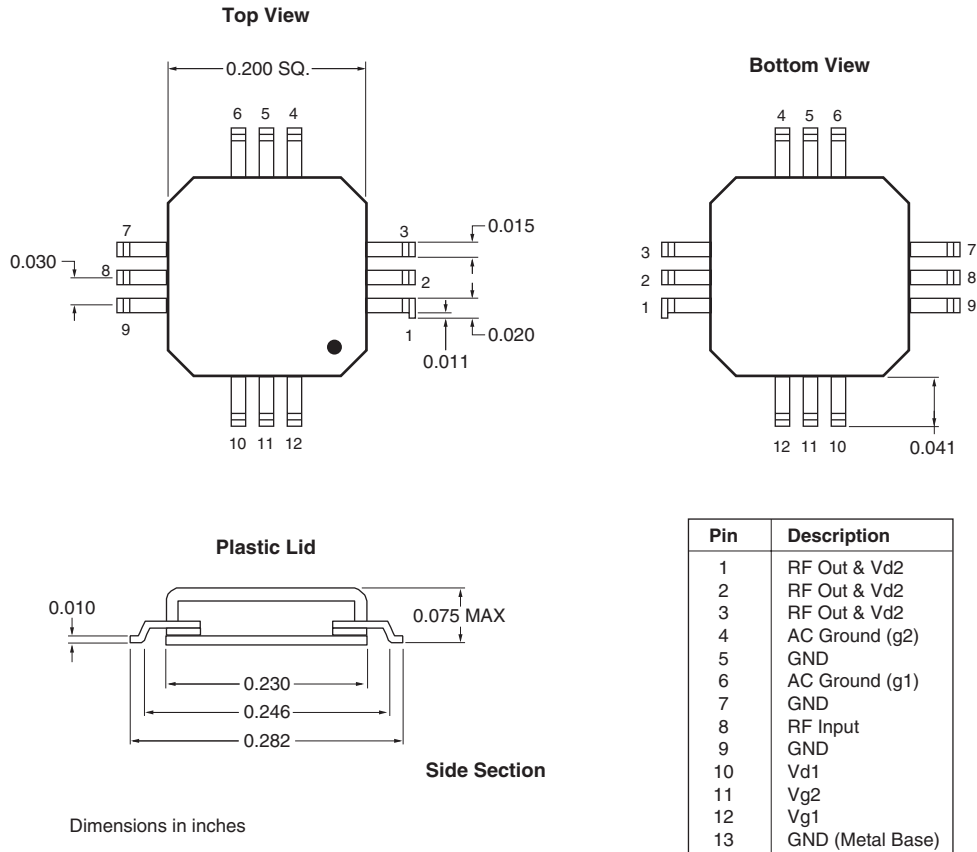 Top View
0.200 SQ.
6 5 4
7
8
9
0.030
3
2
1
0.015
0.020
0.011
10 11 12
Bottom View
4 5 6
3
2
1
7
8
9
12 11 10
0.041
Plastic Lid
0.010
0.075 MAX
0.230
0.246
0.282
Side Section
Dimensions in inches
Pin Description
1 RF Out & Vd2
2 RF Out & Vd2
3 RF Out & Vd2
4 AC Ground (g2)
5 GND
6 AC Ground (g1)
7 GND
8 RF Input
9 GND
10 Vd1
11 Vg2
12 Vg1
13 GND (Metal Base)